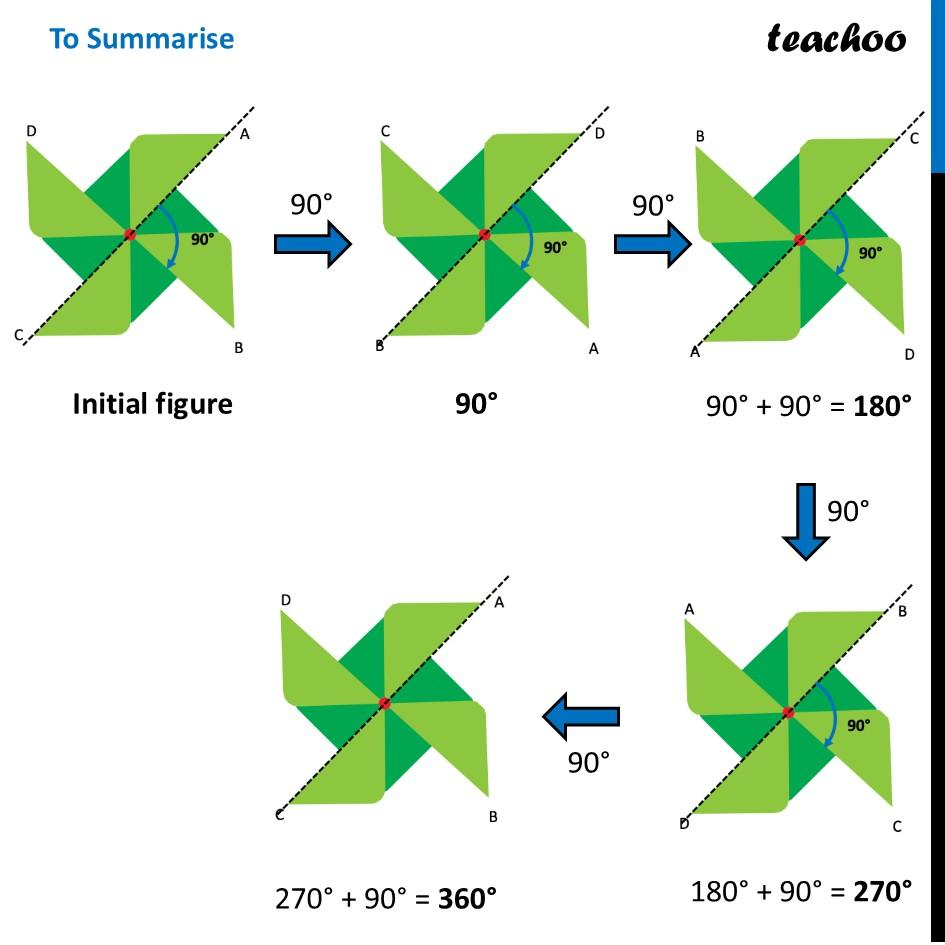 To Summarise
teachoo
D
A
90°
C
B
90°
C
D
90°
B
A
90°
B
C
90°
A
D
Initial figure
90°
90° + 90° = 180°
90°
A
B
90°
D
C
90°
D
A
C
B
270° + 90° = 360°
180° + 90° = 270°